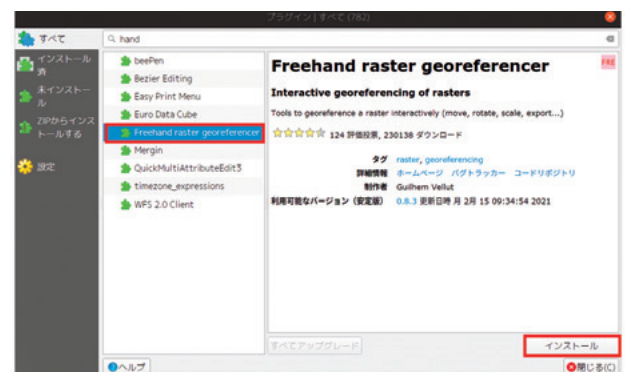 プラグイン | すべて (782)
すべて
インストール
済
未インストー
ル
ZIPからインス
トールする
設定
hand
beePen
Bezier Editing
Easy Print Menu
Euro Data Cube
Freehand raster georeferencer
Mergin
QuickMultiAttributeEdit3
timezone_expressions
WFS 2.0 Client
Freehand raster georeferencer
FRE
Interactive georeferencing of rasters
Tools to georeference a raster interactively (move, rotate, scale, export...)
124 評価投票, 230138 ダウンロード
タグ raster, georeferencing
詳細情報 ホームページ バグトラッカー コードリポジトリ
制作者 Guilhem Vellut
利用可能なバージョン (安定版) 0.8.3 更新日時 月 2月 15 09:34:54 2021
すべてアップグレード
インストール
ヘルプ
閉じる(C)